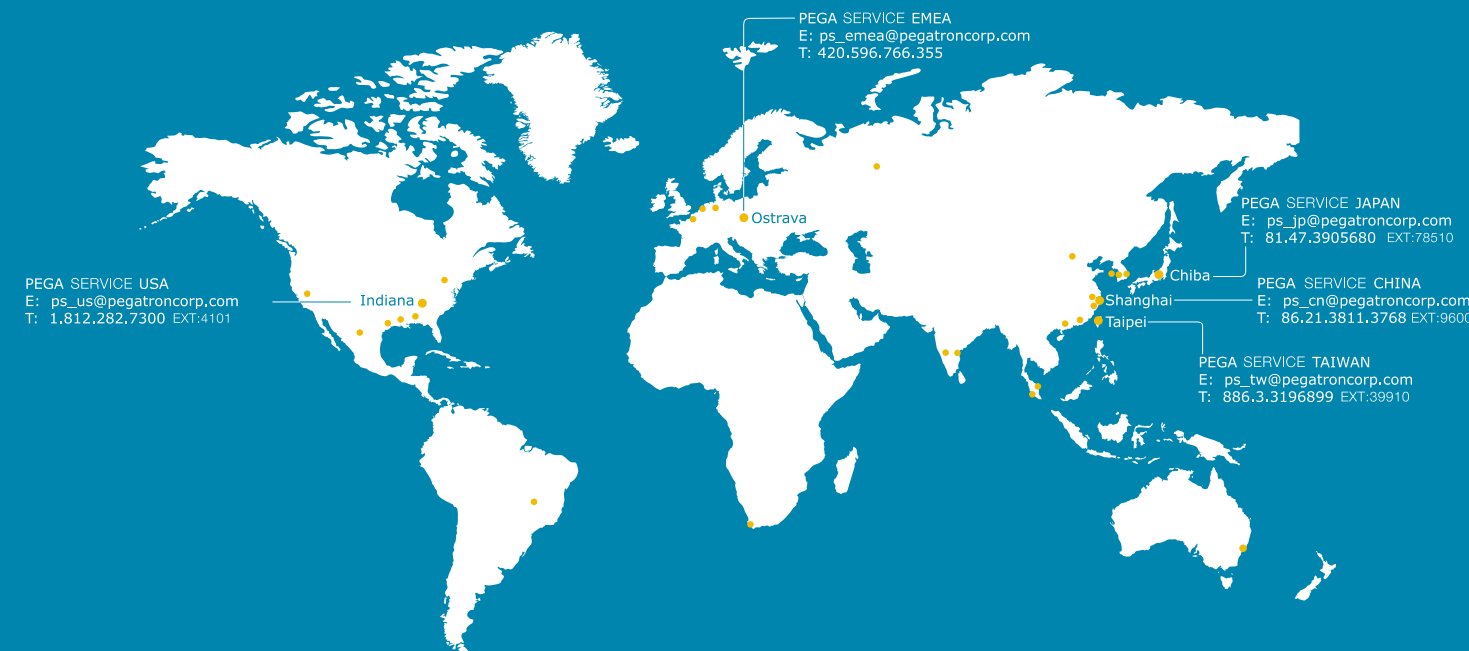 PEGA SERVICE EMEA
E: ps_emea@pegatroncorp.com
T: 420.596.766.355
Ostrava
PEGA SERVICE JAPAN
E: ps_jp@pegatroncorp.com
T: 81.47.3905680 EXT:78510
Chiba
PEGA SERVICE USA
E: ps_us@pegatroncorp.com
T: 1.812.282.7300 EXT:4101
Indiana
PEGA SERVICE CHINA
E: ps_cn@pegatroncorp.com
T: 86.21.3811.3768 EXT:9600
Shanghai
Taipei
PEGA SERVICE TAIWAN
E: ps_tw@pegatroncorp.com
T: 886.3.3196899 EXT:39910